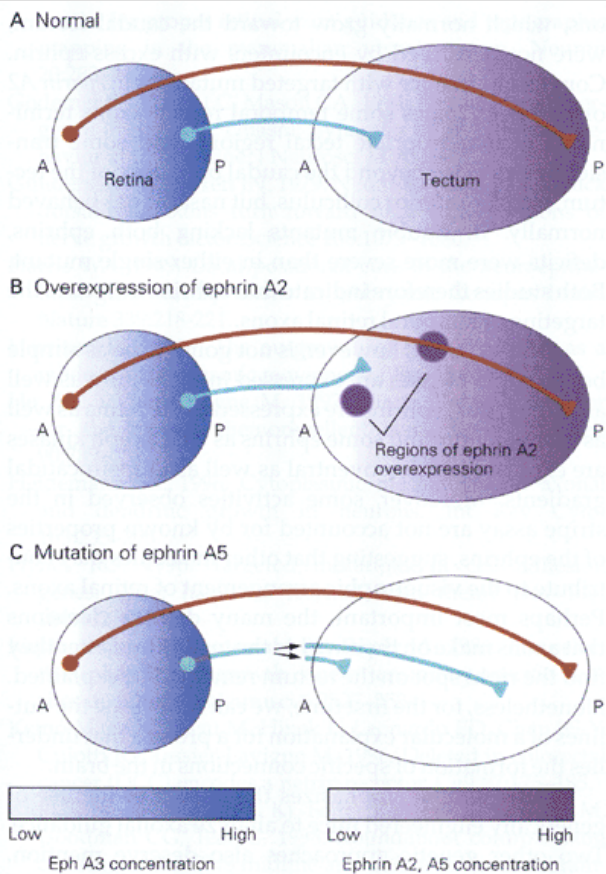 A Normal
A
Retina
P
A
Tectum
P
B Overexpression of ephrin A2
A
P
A
P
Regions of ephrin A2
overexpression
C Mutation of ephrin A5
A
P
A
P
Low
High
Low
High
Eph A3 concentration
Ephrin A2, A5 concentration